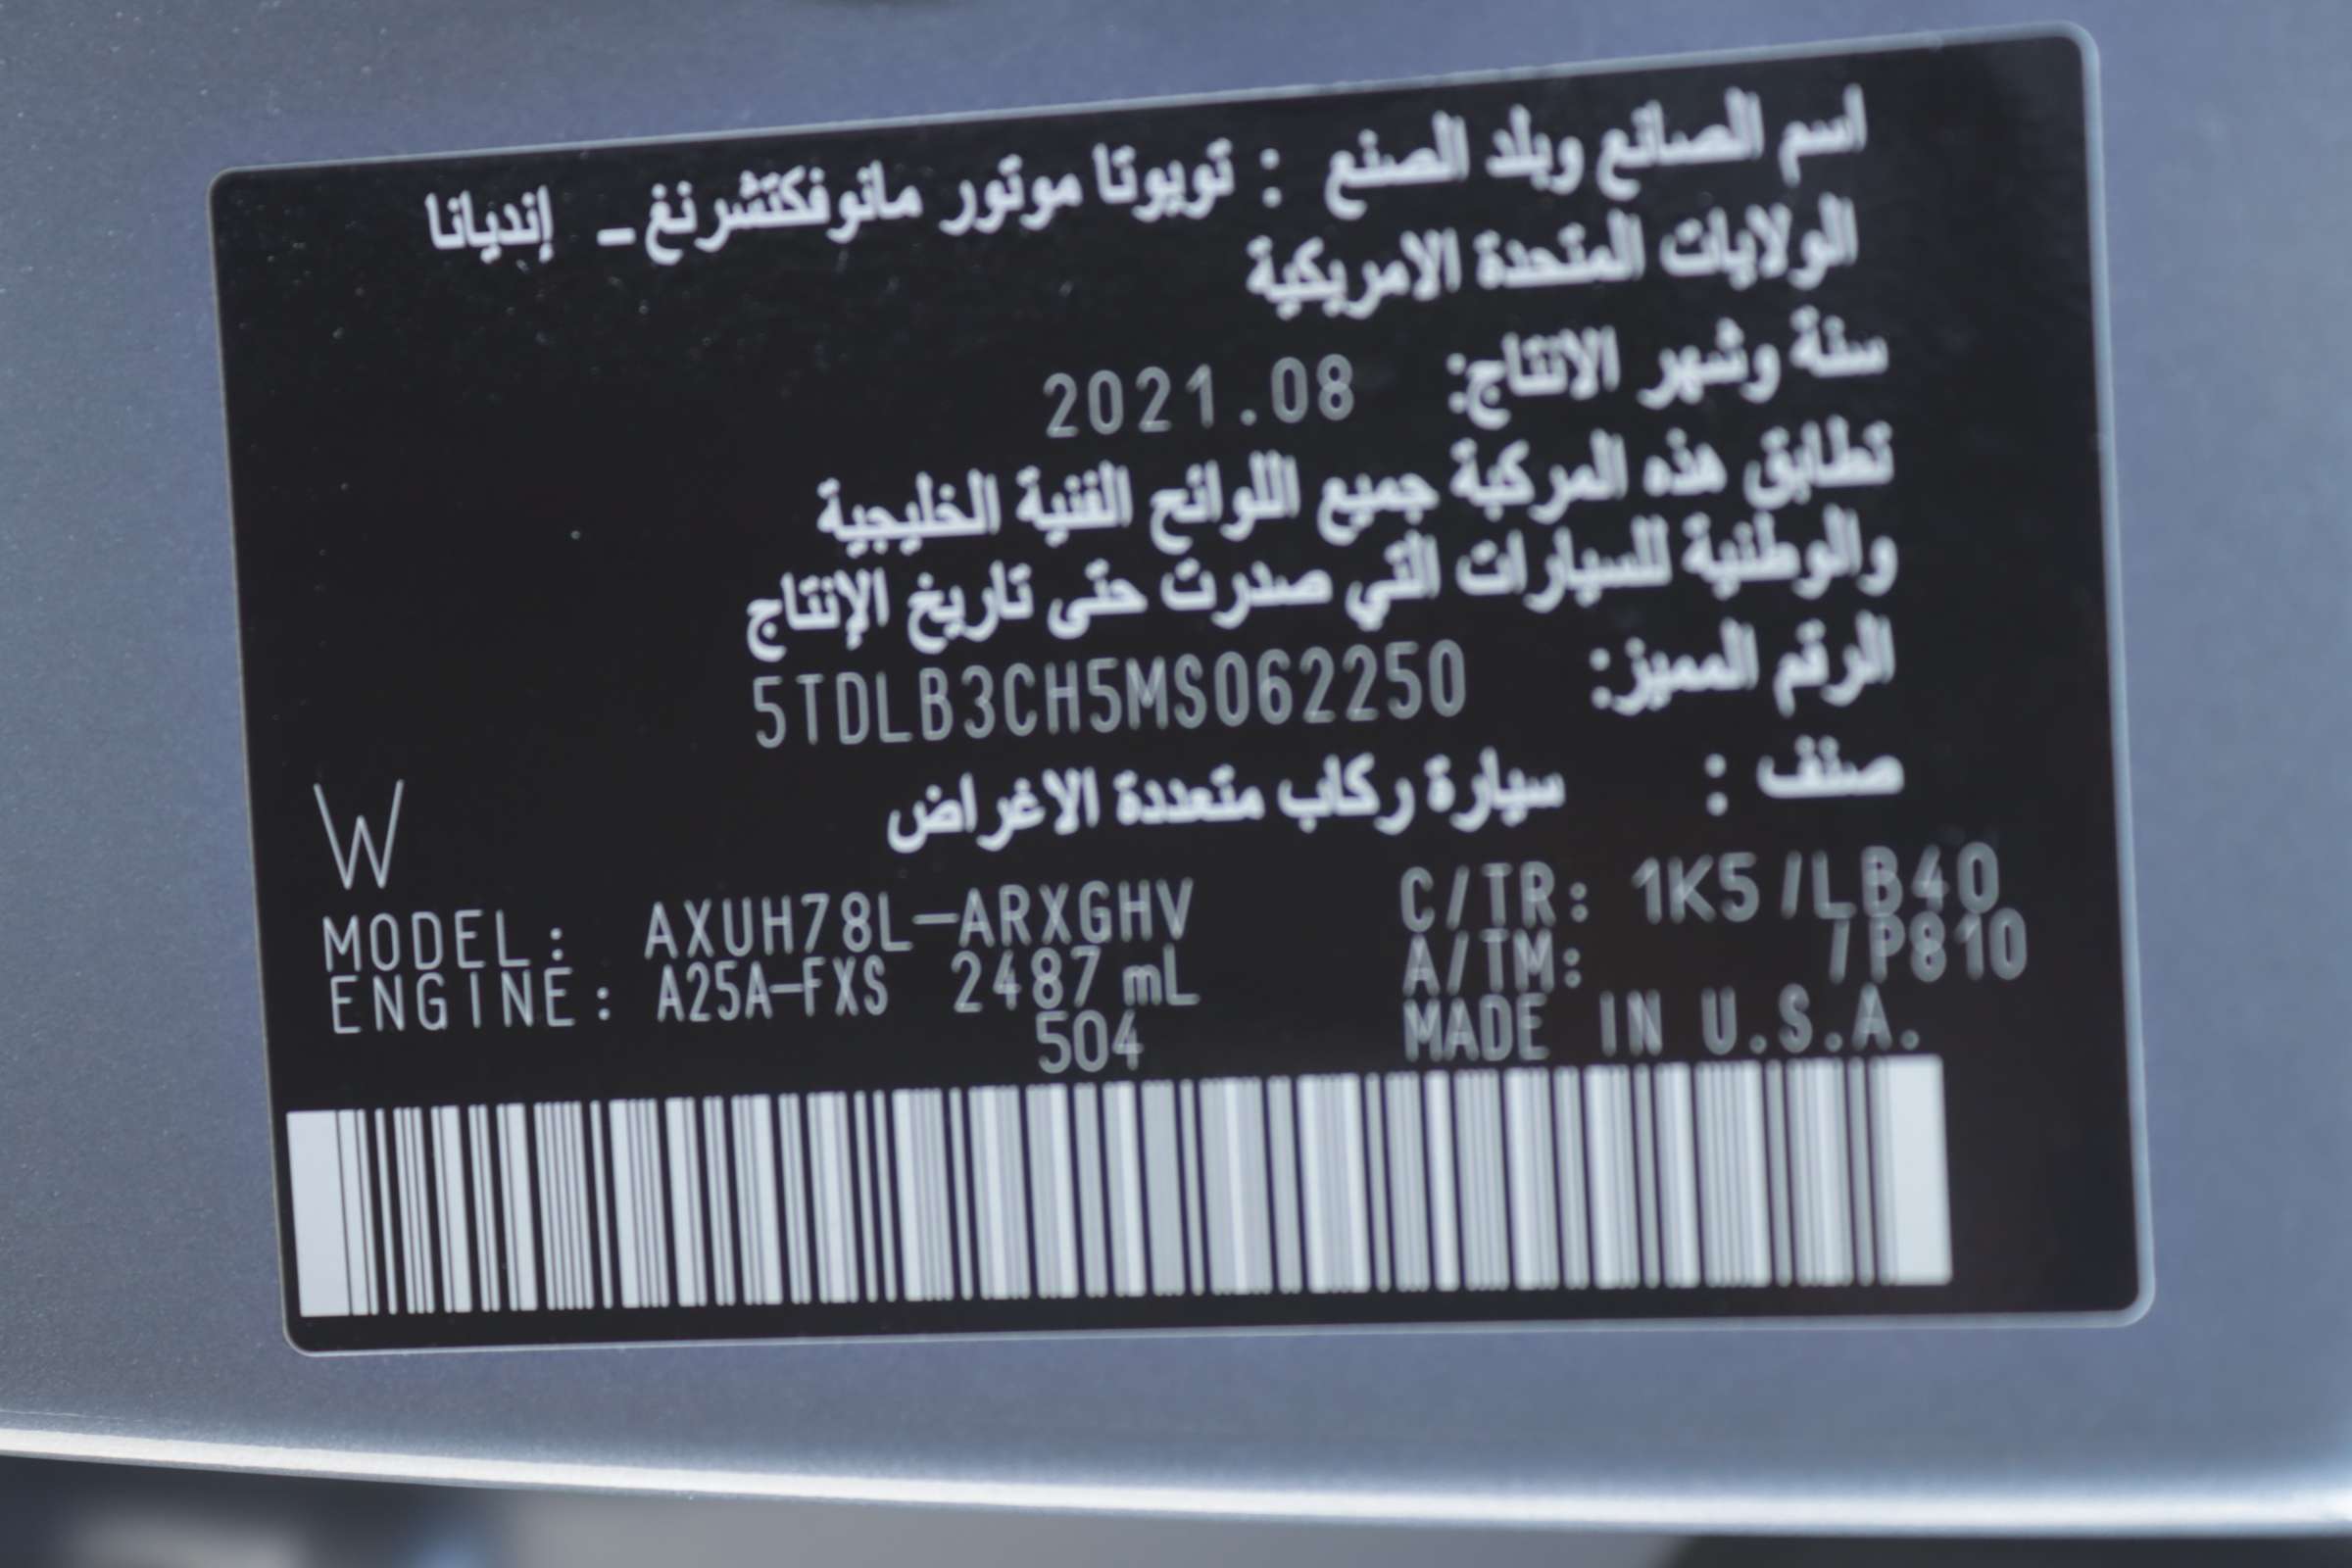 اسم الصانع وبلد الصنع : تويوتا موتور مانوفكتشرنغ - إنديانا
الولايات المتحدة الامريكية
سنة وشهر الانتاج: 2021.08
تطابق هذه المركبة جميع اللوائح الفنية الخليجية
والوطنية للسيارات التي صدرت حتى تاريخ الإنتاج
الرقم المميز: 5TDLB3CH5MS062250
صنف : سيارة ركاب متعددة الاغراض
W
MODEL: AXUH78L-ARXGHV C/TR: 1K5/LB40
ENGINE: A25A-FXS 2487 mL A/TM: /P810
504 MADE IN U.S.A.